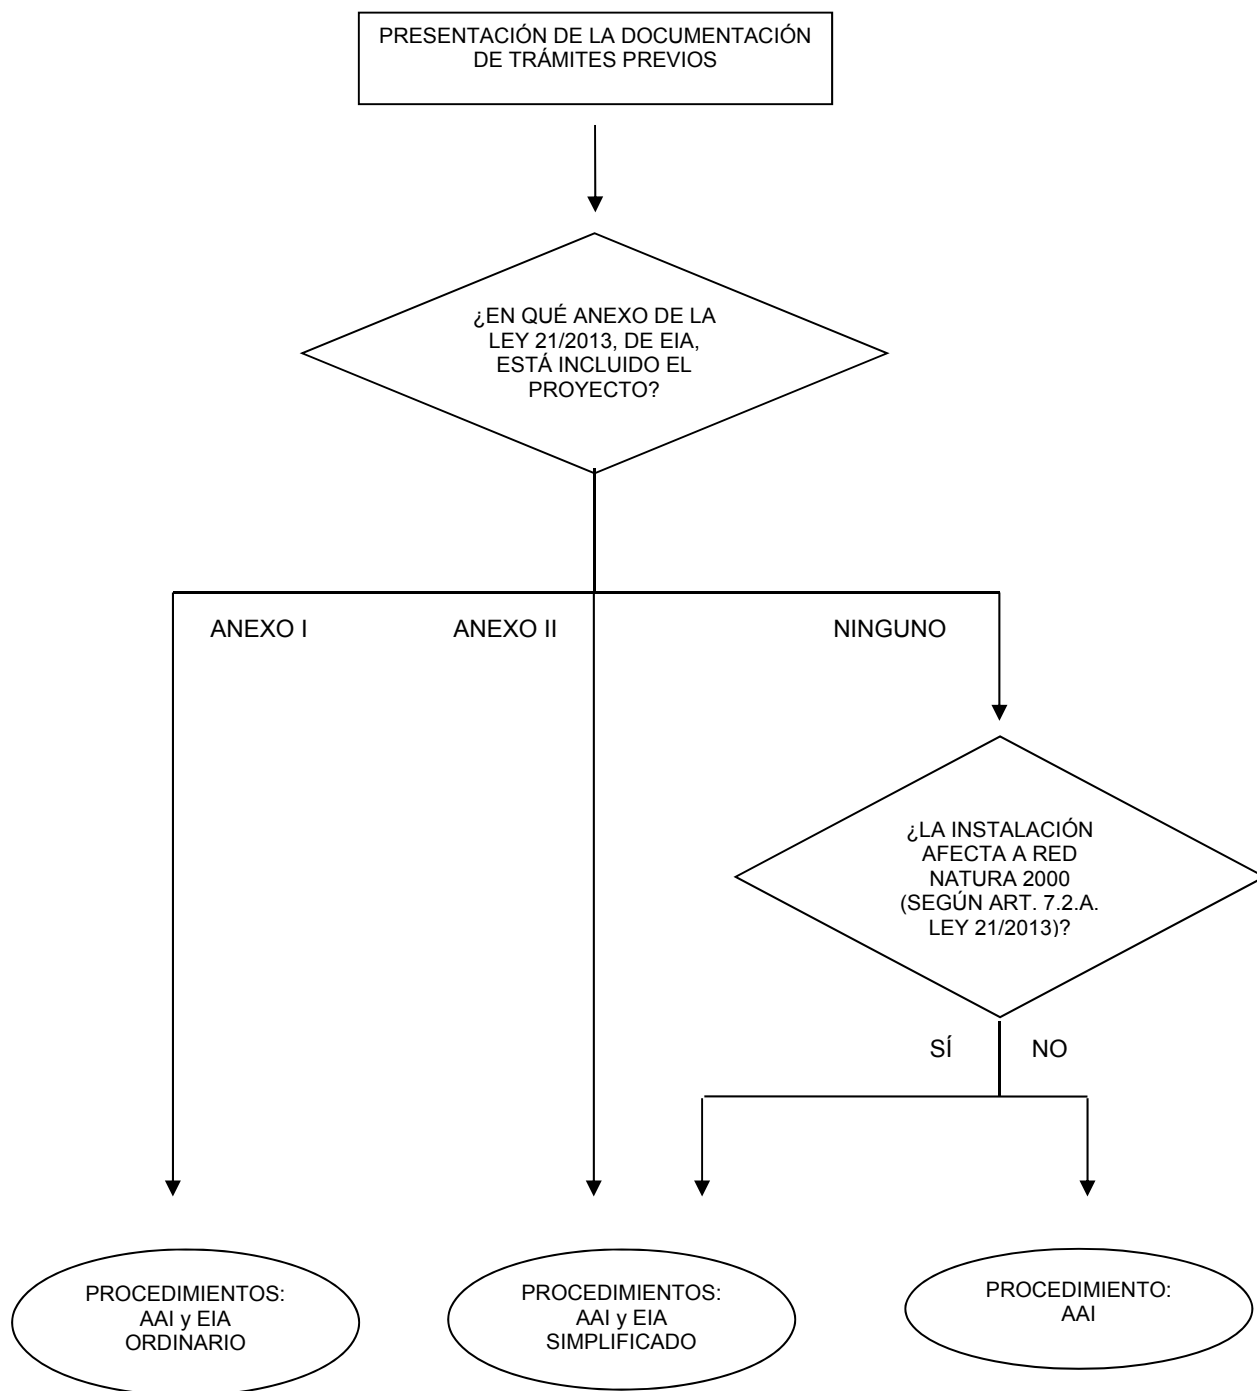 PRESENTACIÓN DE LA DOCUMENTACIÓN
DE TRÁMITES PREVIOS
¿EN QUÉ ANEXO DE LA
LEY 21/2013, DE EIA,
ESTÁ INCLUIDO EL
PROYECTO?
ANEXO I
ANEXO II
NINGUNO
¿LA INSTALACIÓN
AFECTA A RED
NATURA 2000
(SEGÚN ART. 7.2.A.
LEY 21/2013)?
SÍ
NO
PROCEDIMIENTOS:
AAI y EIA
ORDINARIO
PROCEDIMIENTOS:
AAI y EIA
SIMPLIFICADO
PROCEDIMIENTO:
AAI